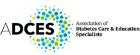 ADCES
Association of
Diabetes Care & Education
Specialists